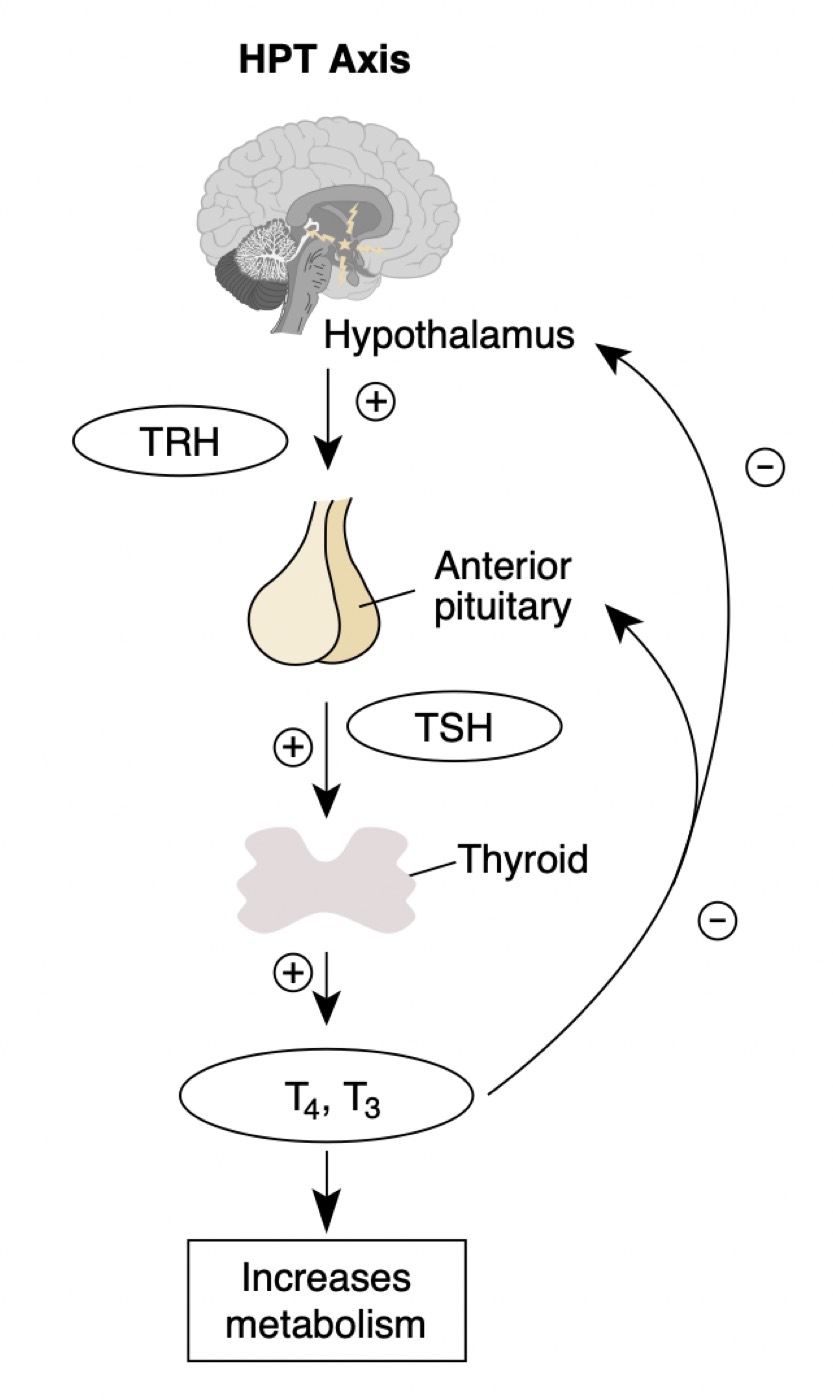 HPT Axis
Hypothalamus
+
TRH
−
Anterior
pituitary
TSH
+
Thyroid
−
+
T₄, T₃
Increases
metabolism